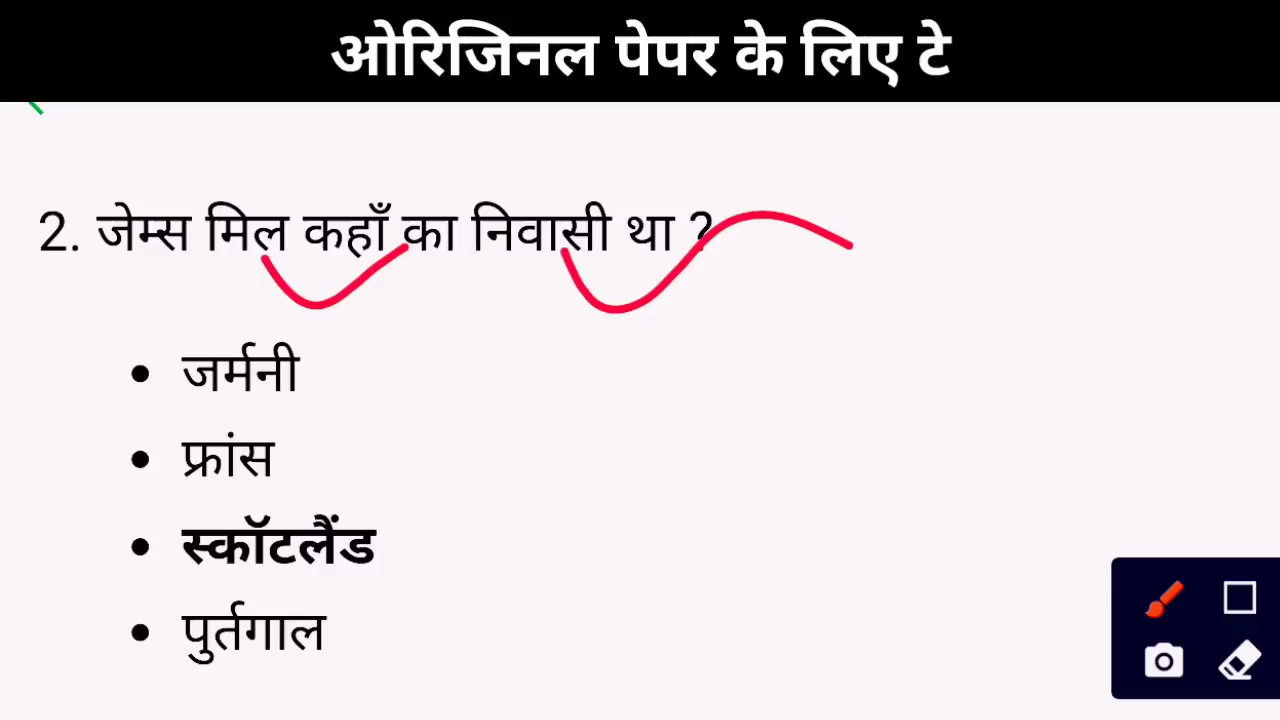 ओरिजिनल पेपर के लिए टे
2. जेम्स मिल कहाँ का निवासी था ?
• जर्मनी
• फ्रांस
• स्कॉटलैंड
• पुर्तगाल